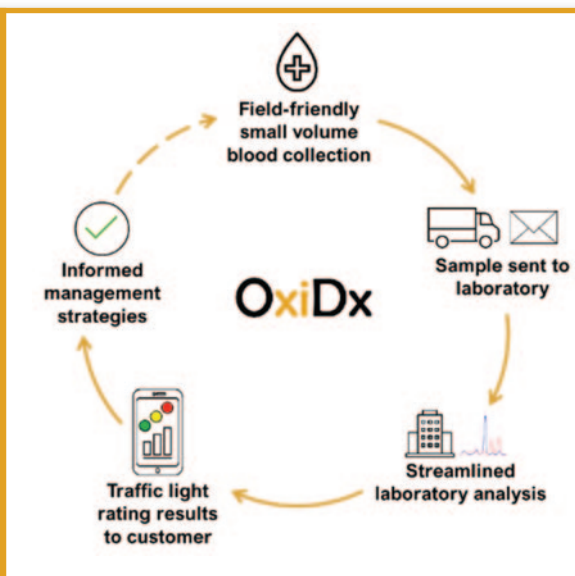 Field-friendly
small volume
blood collection
Sample sent to
laboratory
Streamlined
laboratory analysis
Traffic light
rating results
to customer
Informed
management
strategies
OxiDx